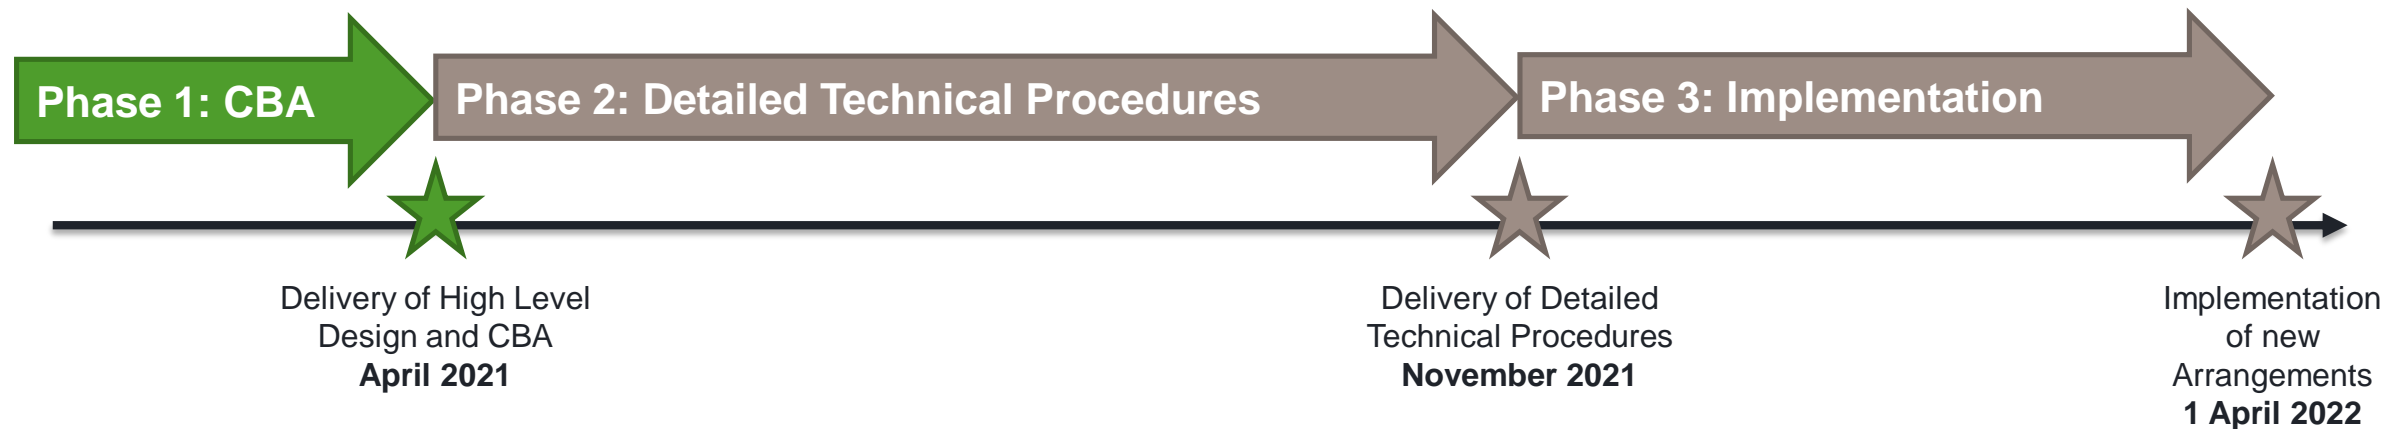 Phase 1: CBA
Phase 2: Detailed Technical Procedures
Phase 3: Implementation
Delivery of High Level
Design and CBA
April 2021
Delivery of Detailed
Technical Procedures
November 2021
Implementation
of new
Arrangements
1 April 2022